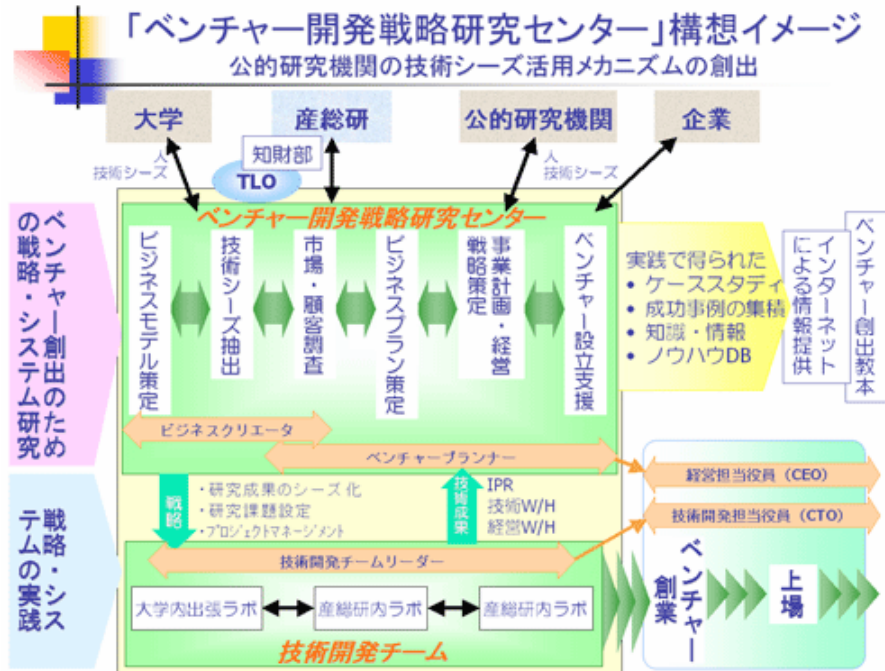 「ベンチャー開発戦略研究センター」構想イメージ
公的研究機関の技術シーズ活用メカニズムの創出
大学
産総研
公的研究機関
企業
人
技術シーズ
知財部
TLO
人
技術シーズ
ベンチャー創出のため
の戦略・システム研究
ベンチャー開発戦略研究センター
ビジネスモデル策定
技術シーズ抽出
市場・顧客調査
ビジネスプラン策定
事業計画・経営
戦略策定
ベンチャー設立支援
実践で得られた
・ケーススタディ
・成功事例の集積
・知識・情報
・ノウハウDB
インターネット
による情報提供
ベンチャー創出教本
ビジネスクリエータ
ベンチャープランナー
戦略
・研究成果のシーズ化
・研究課題設定
・プロジェクトマネージメント
技術成果
IPR
技術W/H
経営W/H
経営担当役員（CEO）
技術開発担当役員（CTO）
戦略・シス
テムの実践
技術開発チームリーダー
大学内出張ラボ
産総研内ラボ
産総研内ラボ
技術開発チーム
ベンチャー
創業
上場